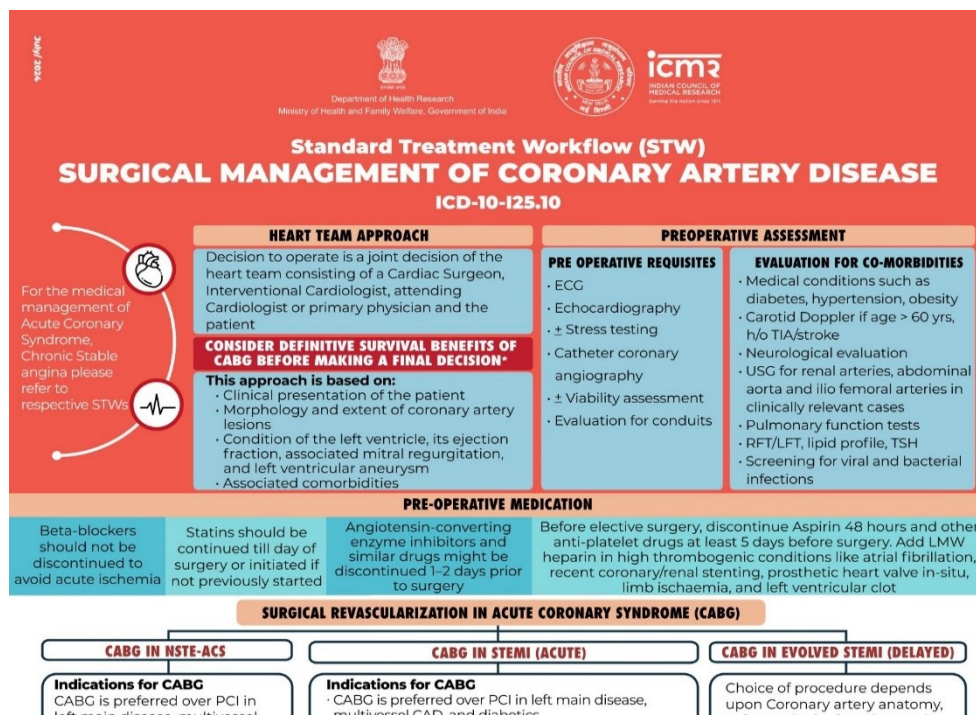 July/ 2024
Department of Health Research
Ministry of Health and Family Welfare, Government of India
icmr
INDIAN COUNCIL OF
MEDICAL RESEARCH
Serving the nation since 1911
Standard Treatment Workflow (STW)
SURGICAL MANAGEMENT OF CORONARY ARTERY DISEASE
ICD-10-I25.10
For the medical
management of
Acute Coronary
Syndrome,
Chronic Stable
angina please
refer to
respective STWs
HEART TEAM APPROACH
Decision to operate is a joint decision of the
heart team consisting of a Cardiac Surgeon,
Interventional Cardiologist, attending
Cardiologist or primary physician and the
patient
CONSIDER DEFINITIVE SURVIVAL BENEFITS OF
CABG BEFORE MAKING A FINAL DECISION*
This approach is based on:
· Clinical presentation of the patient
· Morphology and extent of coronary artery
lesions
· Condition of the left ventricle, its ejection
fraction, associated mitral regurgitation,
and left ventricular aneurysm
· Associated comorbidities
PREOPERATIVE ASSESSMENT
PRE OPERATIVE REQUISITES
· ECG
· Echocardiography
· ± Stress testing
· Catheter coronary
angiography
· ± Viability assessment
· Evaluation for conduits
EVALUATION FOR CO-MORBIDITIES
· Medical conditions such as
diabetes, hypertension, obesity
· Carotid Doppler if age > 60 yrs,
h/o TIA/stroke
· Neurological evaluation
· USG for renal arteries, abdominal
aorta and ilio femoral arteries in
clinically relevant cases
· Pulmonary function tests
· RFT/LFT, lipid profile, TSH
· Screening for viral and bacterial
infections
PRE-OPERATIVE MEDICATION
Beta-blockers
should not be
discontinued to
avoid acute ischemia
Statins should be
continued till day of
surgery or initiated if
not previously started
Angiotensin-converting
enzyme inhibitors and
similar drugs might be
discontinued 1–2 days prior
to surgery
Before elective surgery, discontinue Aspirin 48 hours and other
anti-platelet drugs at least 5 days before surgery. Add LMW
heparin in high thrombogenic conditions like atrial fibrillation,
recent coronary/renal stenting, prosthetic heart valve in-situ,
limb ischaemia, and left ventricular clot
SURGICAL REVASCULARIZATION IN ACUTE CORONARY SYNDROME (CABG)
CABG IN NSTE-ACS
Indications for CABG
CABG is preferred over PCI in
left main disease, multivessel
CABG IN STEMI (ACUTE)
Indications for CABG
· CABG is preferred over PCI in left main disease,
multivessel CAD, and diabetics
CABG IN EVOLVED STEMI (DELAYED)
Choice of procedure depends
upon Coronary artery anatomy,